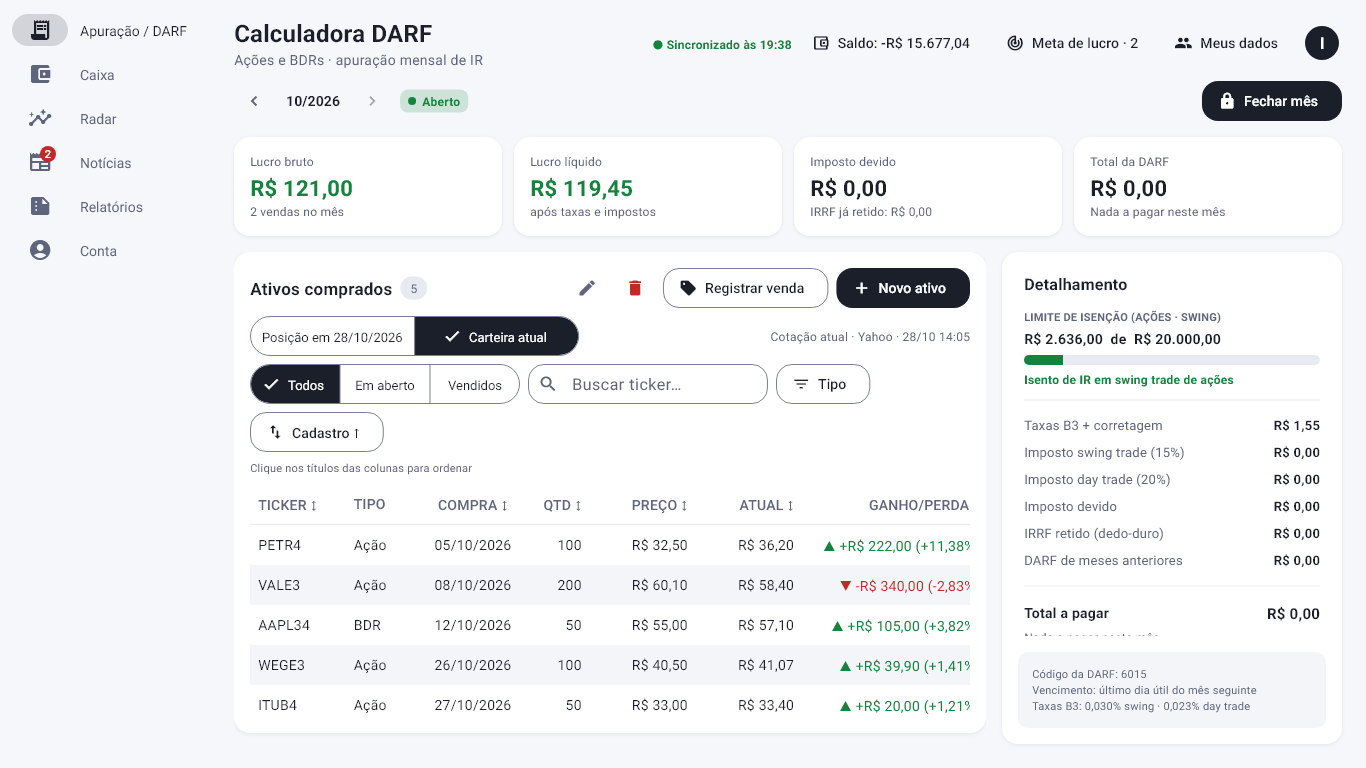 Apuração / DARF
Caixa
Radar
2
Notícias
Relatórios
Conta
Calculadora DARF
Ações e BDRs · apuração mensal de IR
Sincronizado às 19:38
Saldo: -R$ 15.677,04
Meta de lucro · 2
Meus dados
I
10/2026
Aberto
Fechar mês
Lucro bruto
R$ 121,00
2 vendas no mês
Lucro líquido
R$ 119,45
após taxas e impostos
Imposto devido
R$ 0,00
IRRF já retido: R$ 0,00
Total da DARF
R$ 0,00
Nada a pagar neste mês
Ativos comprados 5
Registrar venda
+ Novo ativo
Posição em 28/10/2026
Carteira atual
Cotação atual · Yahoo · 28/10 14:05
Todos
Em aberto
Vendidos
Buscar ticker...
Tipo
Cadastro ↑
Clique nos títulos das colunas para ordenar
TICKER ↕ TIPO COMPRA ↕ QTD ↕ PREÇO ↕ ATUAL ↕ GANHO/PERDA
PETR4 Ação 05/10/2026 100 R$ 32,50 R$ 36,20 ▲ +R$ 222,00 (+11,38%
VALE3 Ação 08/10/2026 200 R$ 60,10 R$ 58,40 ▼ -R$ 340,00 (-2,83%
AAPL34 BDR 12/10/2026 50 R$ 55,00 R$ 57,10 ▲ +R$ 105,00 (+3,82%
WEGE3 Ação 26/10/2026 100 R$ 40,50 R$ 41,07 ▲ +R$ 39,90 (+1,41%
ITUB4 Ação 27/10/2026 50 R$ 33,00 R$ 33,40 ▲ +R$ 20,00 (+1,21%
Detalhamento
LIMITE DE ISENÇÃO (AÇÕES · SWING)
R$ 2.636,00 de R$ 20.000,00
Isento de IR em swing trade de ações
Taxas B3 + corretagem R$ 1,55
Imposto swing trade (15%) R$ 0,00
Imposto day trade (20%) R$ 0,00
Imposto devido R$ 0,00
IRRF retido (dedo-duro) R$ 0,00
DARF de meses anteriores R$ 0,00
Total a pagar R$ 0,00
Código da DARF: 6015
Vencimento: último dia útil do mês seguinte
Taxas B3: 0,030% swing · 0,023% day trade